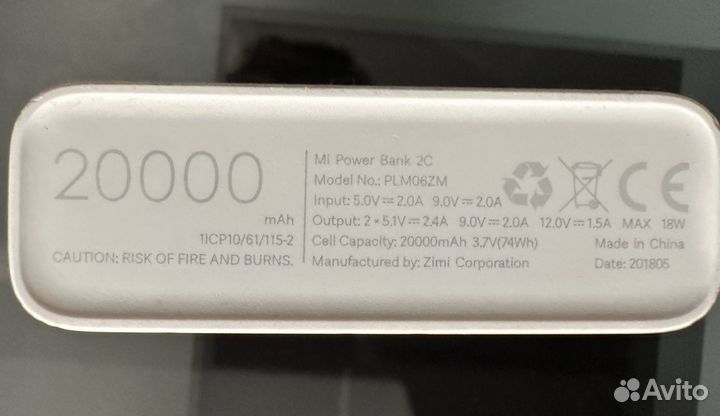 20000
mAh
1ICP10/61/115-2
CAUTION: RISK OF FIRE AND BURNS.
MI Power Bank 2C
Model No.: PLM06ZM
Input: 5.0V⎓2.0A 9.0V⎓2.0A
Output: 2×5.1V⎓2.4A 9.0V⎓2.0A 12.0V⎓1.5A MAX 18W
Cell Capacity: 20000mAh 3.7V(74Wh)
Manufactured by: Zimi Corporation
CE
Made in China
Date: 201805
Avito